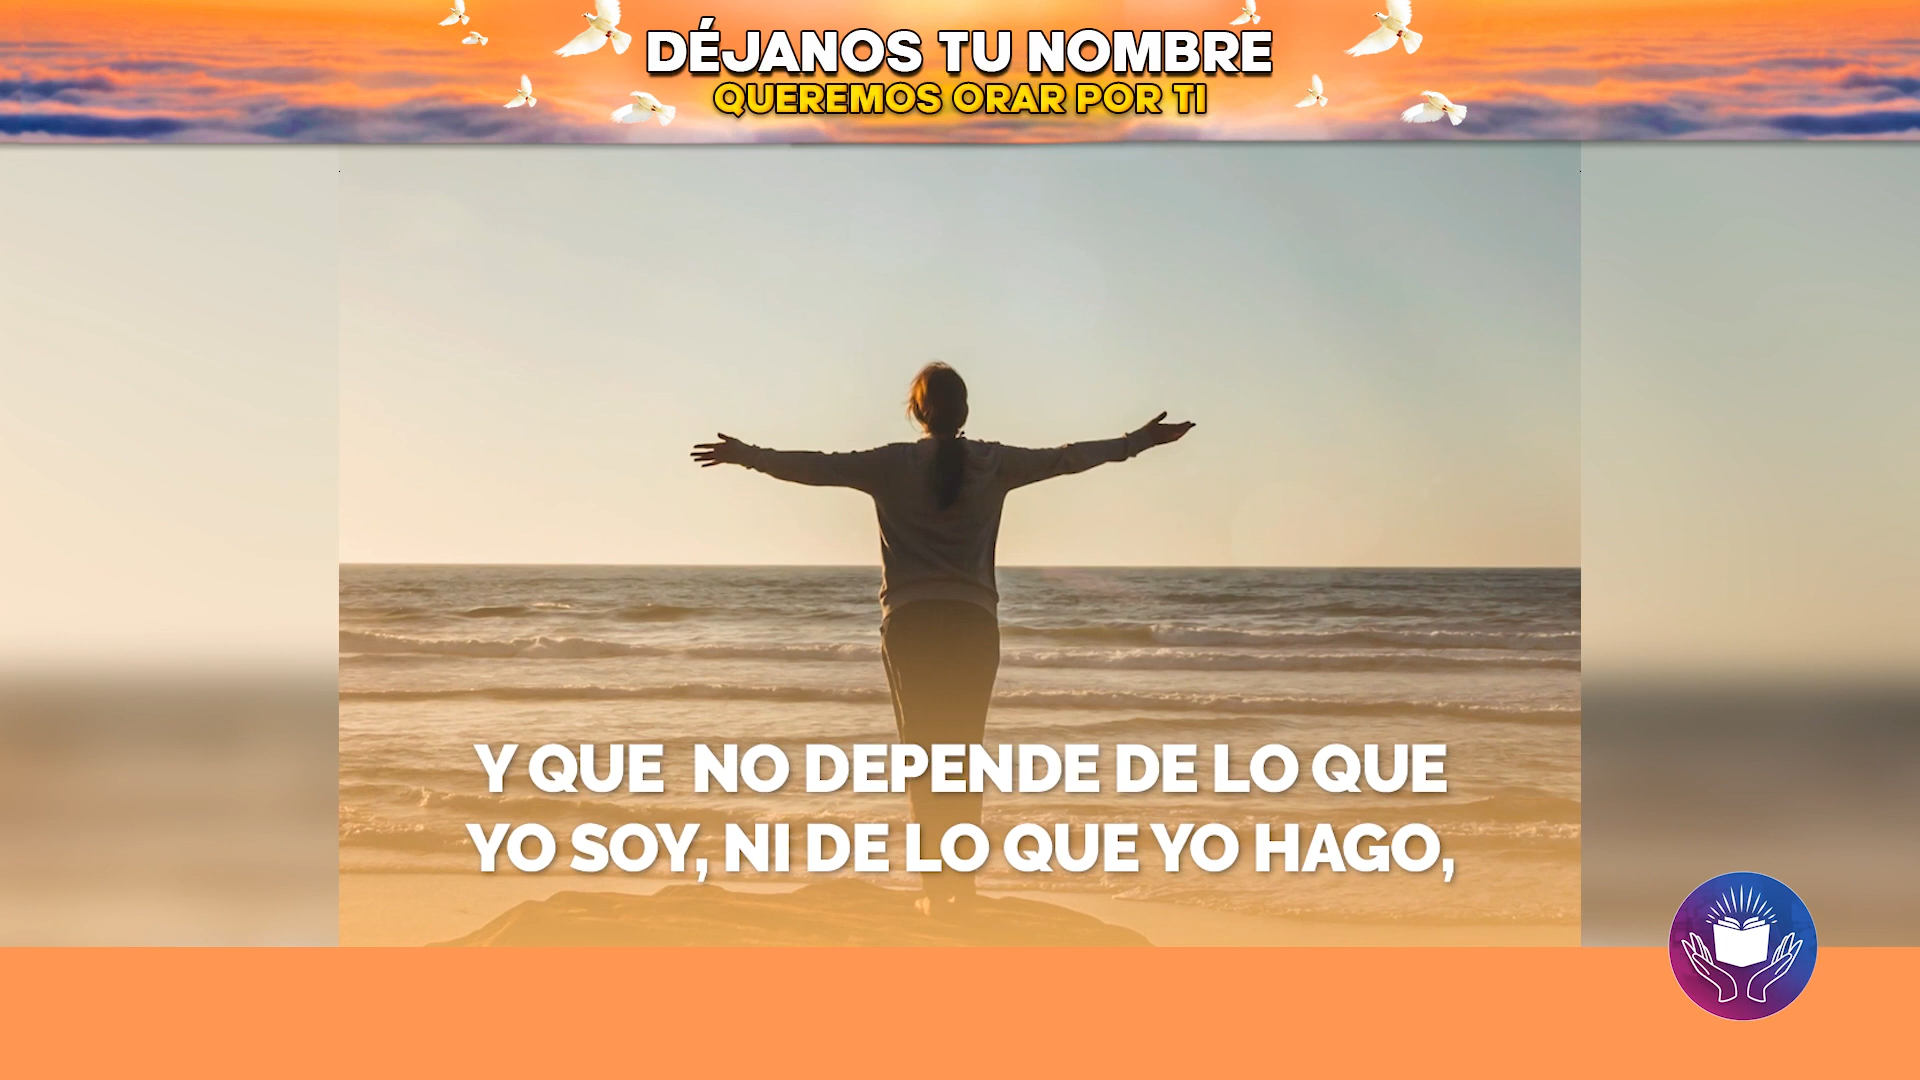 DÉJANOS TU NOMBRE
QUEREMOS ORAR POR TI
Y QUE NO DEPENDE DE LO QUE
YO SOY, NI DE LO QUE YO HAGO,